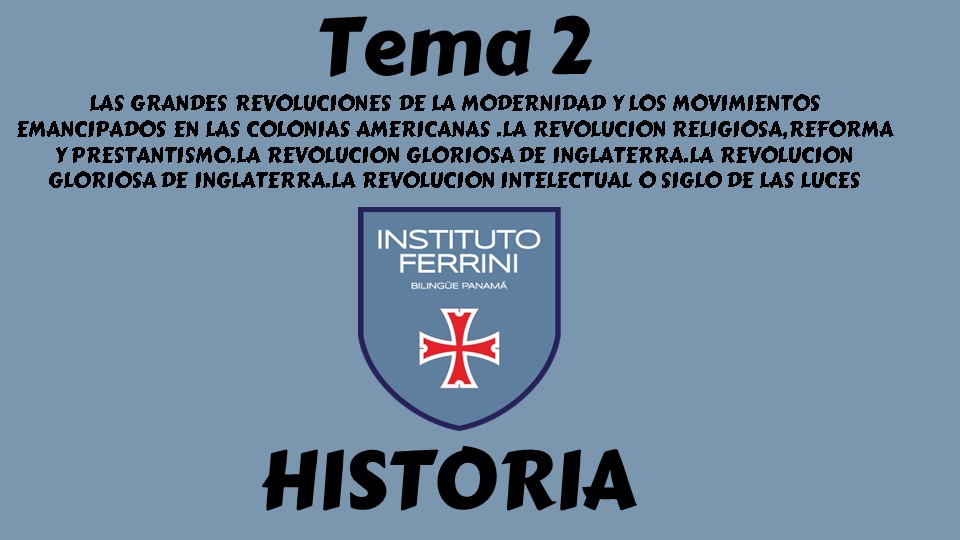 Tema 2
LAS GRANDES REVOLUCIONES DE LA MODERNIDAD Y LOS MOVIMIENTOS
EMANCIPADOS EN LAS COLONIAS AMERICANAS .LA REVOLUCION RELIGIOSA,REFORMA
Y PRESTANTISMO.LA REVOLUCION GLORIOSA DE INGLATERRA.LA REVOLUCION
GLORIOSA DE INGLATERRA.LA REVOLUCION INTELECTUAL O SIGLO DE LAS LUCES
INSTITUTO
FERRINI
BILINGÜE PANAMÁ
HISTORIA